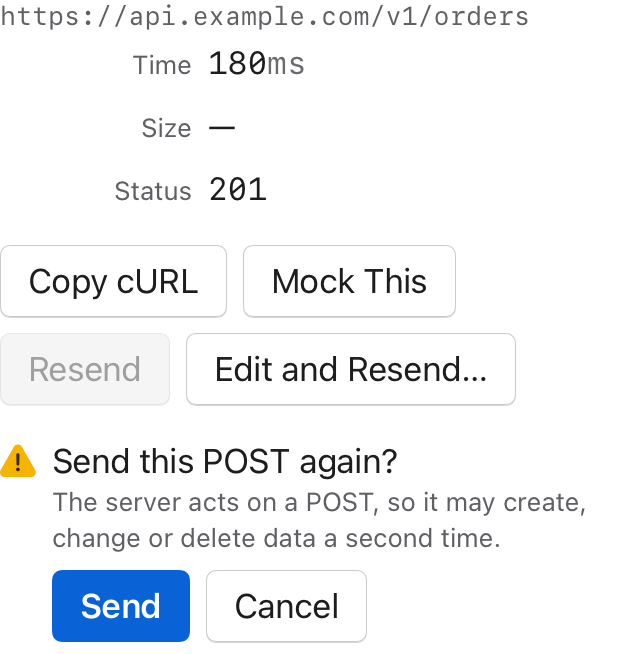 https://api.example.com/v1/orders
Time 180ms
Size —
Status 201
Copy cURL Mock This
Resend Edit and Resend...
Send this POST again?
The server acts on a POST, so it may create,
change or delete data a second time.
Send Cancel